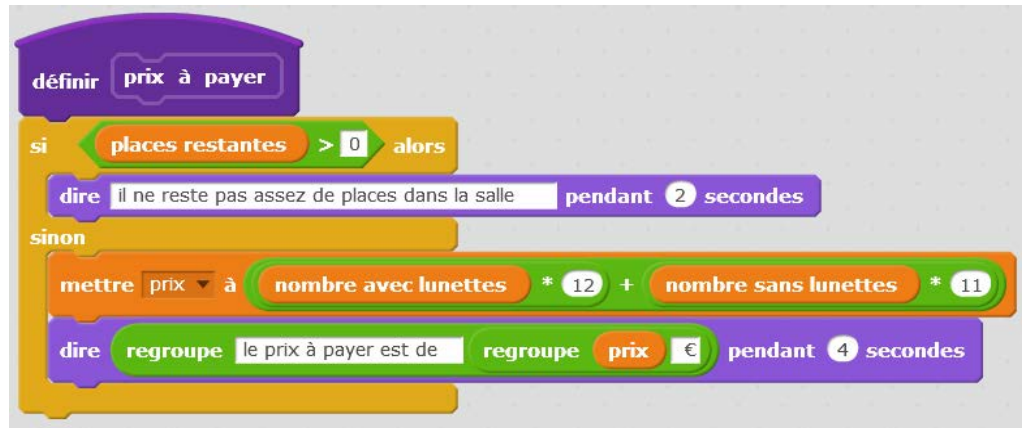 définir prix à payer
si places restantes > 0 alors
dire il ne reste pas assez de places dans la salle pendant 2 secondes
sinon
mettre prix à nombre avec lunettes * 12 + nombre sans lunettes * 11
dire regroupe le prix à payer est de regroupe prix € pendant 4 secondes